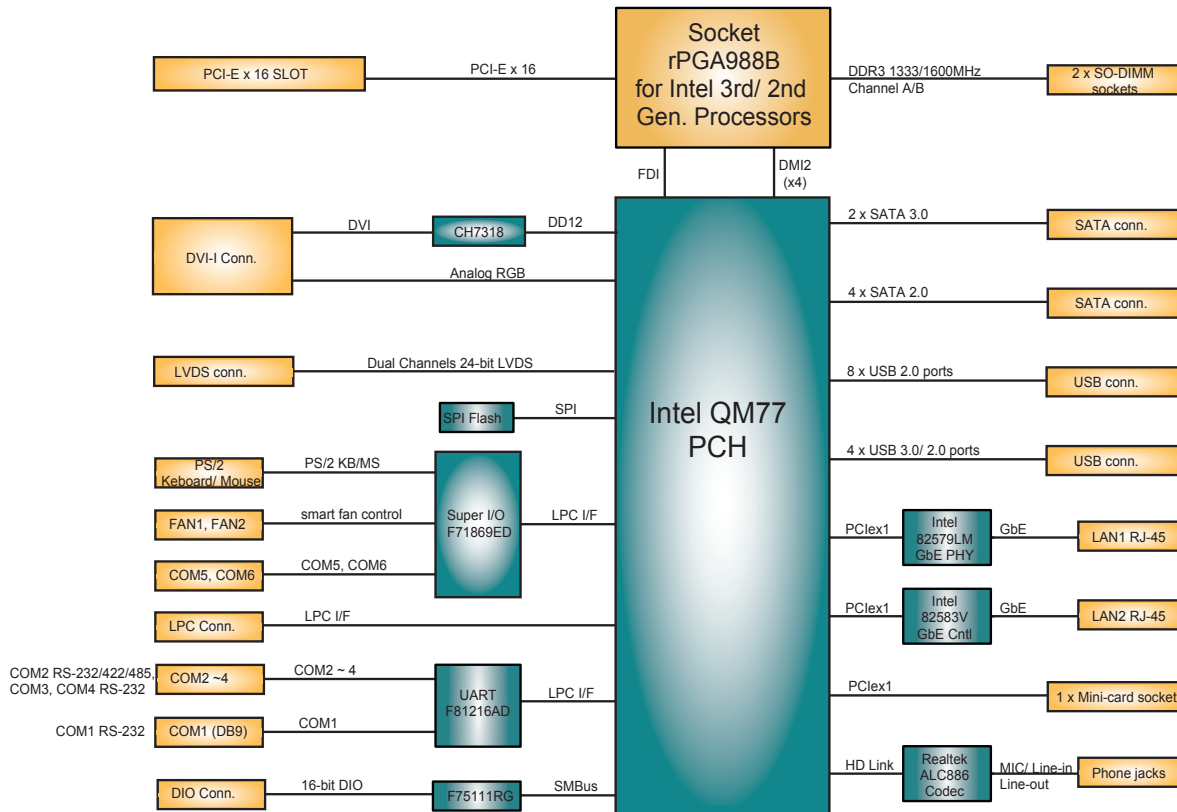 Socket
rPGA988B
for Intel 3rd/ 2nd
Gen. Processors
PCI-E x 16 SLOT
PCI-E x 16
DDR3 1333/1600MHz
Channel A/B
2 x SO-DIMM
sockets
FDI
DMI2
(x4)
DVI-I Conn.
DVI
CH7318
DD12
Analog RGB
LVDS conn.
Dual Channels 24-bit LVDS
SPI Flash
SPI
PS/2
Keboard/ Mouse
PS/2 KB/MS
FAN1, FAN2
smart fan control
Super I/O
F71869ED
LPC I/F
COM5, COM6
COM5, COM6
LPC Conn.
LPC I/F
COM2 RS-232/422/485,
COM3, COM4 RS-232
COM2 ~4
COM2 ~ 4
UART
F81216AD
LPC I/F
COM1 RS-232
COM1 (DB9)
COM1
DIO Conn.
16-bit DIO
F75111RG
SMBus
Intel QM77
PCH
2 x SATA 3.0
SATA conn.
4 x SATA 2.0
SATA conn.
8 x USB 2.0 ports
USB conn.
4 x USB 3.0/ 2.0 ports
USB conn.
PCIex1
Intel
82579LM
GbE PHY
GbE
LAN1 RJ-45
PCIex1
Intel
82583V
GbE Cntl
GbE
LAN2 RJ-45
PCIex1
1 x Mini-card socket
HD Link
Realtek
ALC886
Codec
MIC/ Line-in
Line-out
Phone jacks